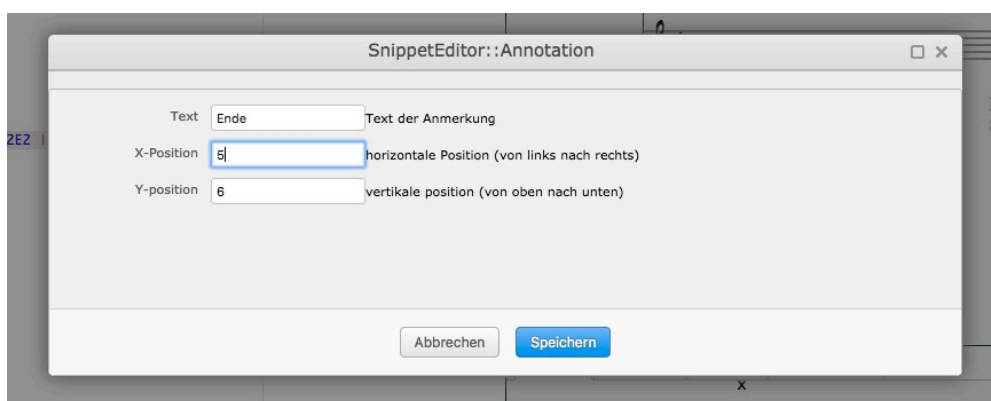 SnippetEditor::Annotation
Text Ende Text der Anmerkung
2E2 |
X-Position 5 horizontale Position (von links nach rechts)
Y-position 6 vertikale position (von oben nach unten)
Abbrechen Speichern
X